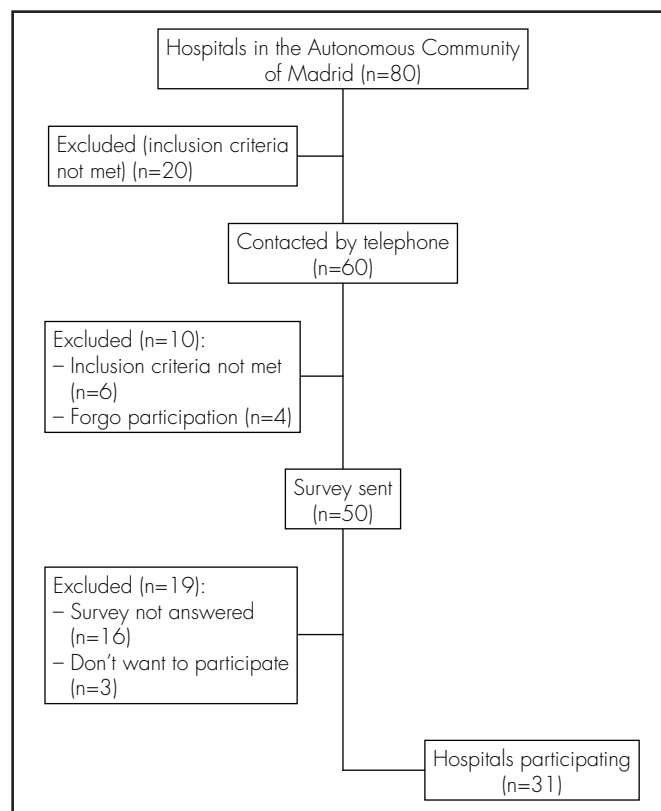 Hospitals in the Autonomous Community
of Madrid (n=80)
Excluded (inclusion criteria
not met) (n=20)
Contacted by telephone
(n=60)
Excluded (n=10):
– Inclusion criteria not met
(n=6)
– Forgo participation (n=4)
Survey sent
(n=50)
Excluded (n=19):
– Survey not answered
(n=16)
– Don't want to participate
(n=3)
Hospitals participating
(n=31)